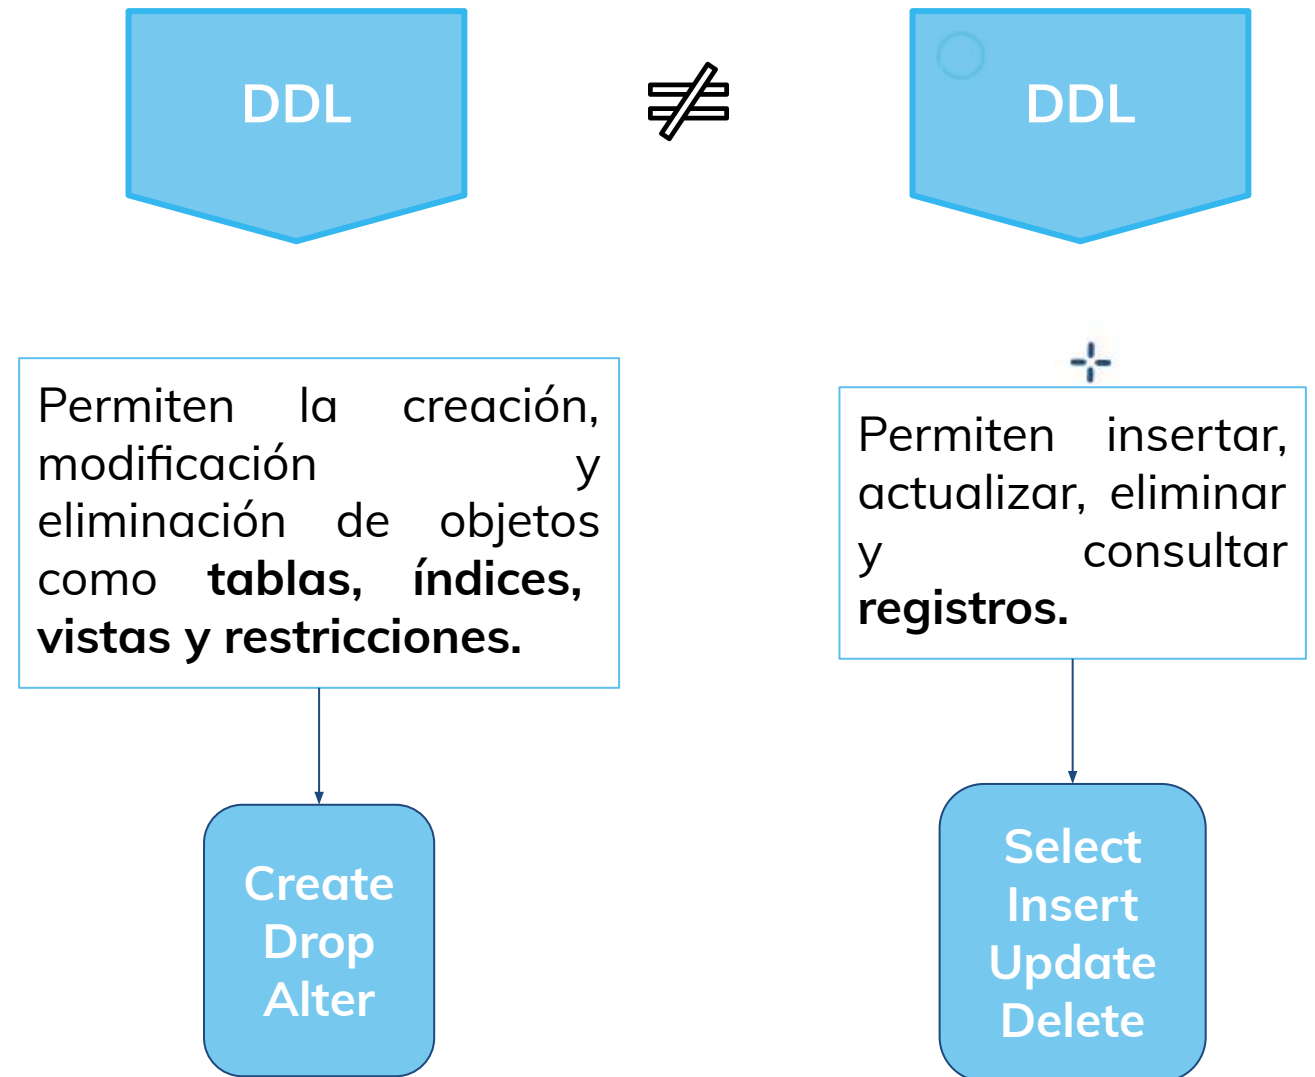 DDL
≠
DDL
Permiten la creación,
modificación y
eliminación de objetos
como tablas, índices,
vistas y restricciones.
Permiten insertar,
actualizar, eliminar
y consultar
registros.
Create
Drop
Alter
Select
Insert
Update
Delete